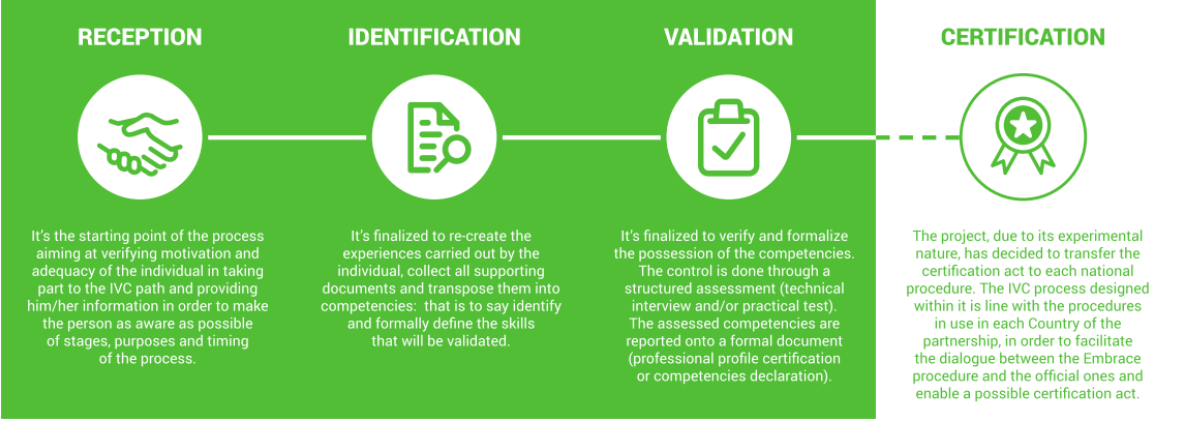 RECEPTION
It's the starting point of the process
aiming at verifying motivation and
adequacy of the individual in taking
part to the IVC path and providing
him/her information in order to make
the person as aware as possible
of stages, purposes and timing
of the process.
IDENTIFICATION
It's finalized to re-create the
experiences carried out by the
individual, collect all supporting
documents and transpose them into
competencies: that is to say identify
and formally define the skills
that will be validated.
VALIDATION
It's finalized to verify and formalize
the possession of the competencies.
The control is done through a
structured assessment (technical
interview and/or practical test).
The assessed competencies are
reported onto a formal document
(professional profile certification
or competencies declaration).
CERTIFICATION
The project, due to its experimental
nature, has decided to transfer the
certification act to each national
procedure. The IVC process designed
within it is line with the procedures
in use in each Country of the
partnership, in order to facilitate
the dialogue between the Embrace
procedure and the official ones and
enable a possible certification act.